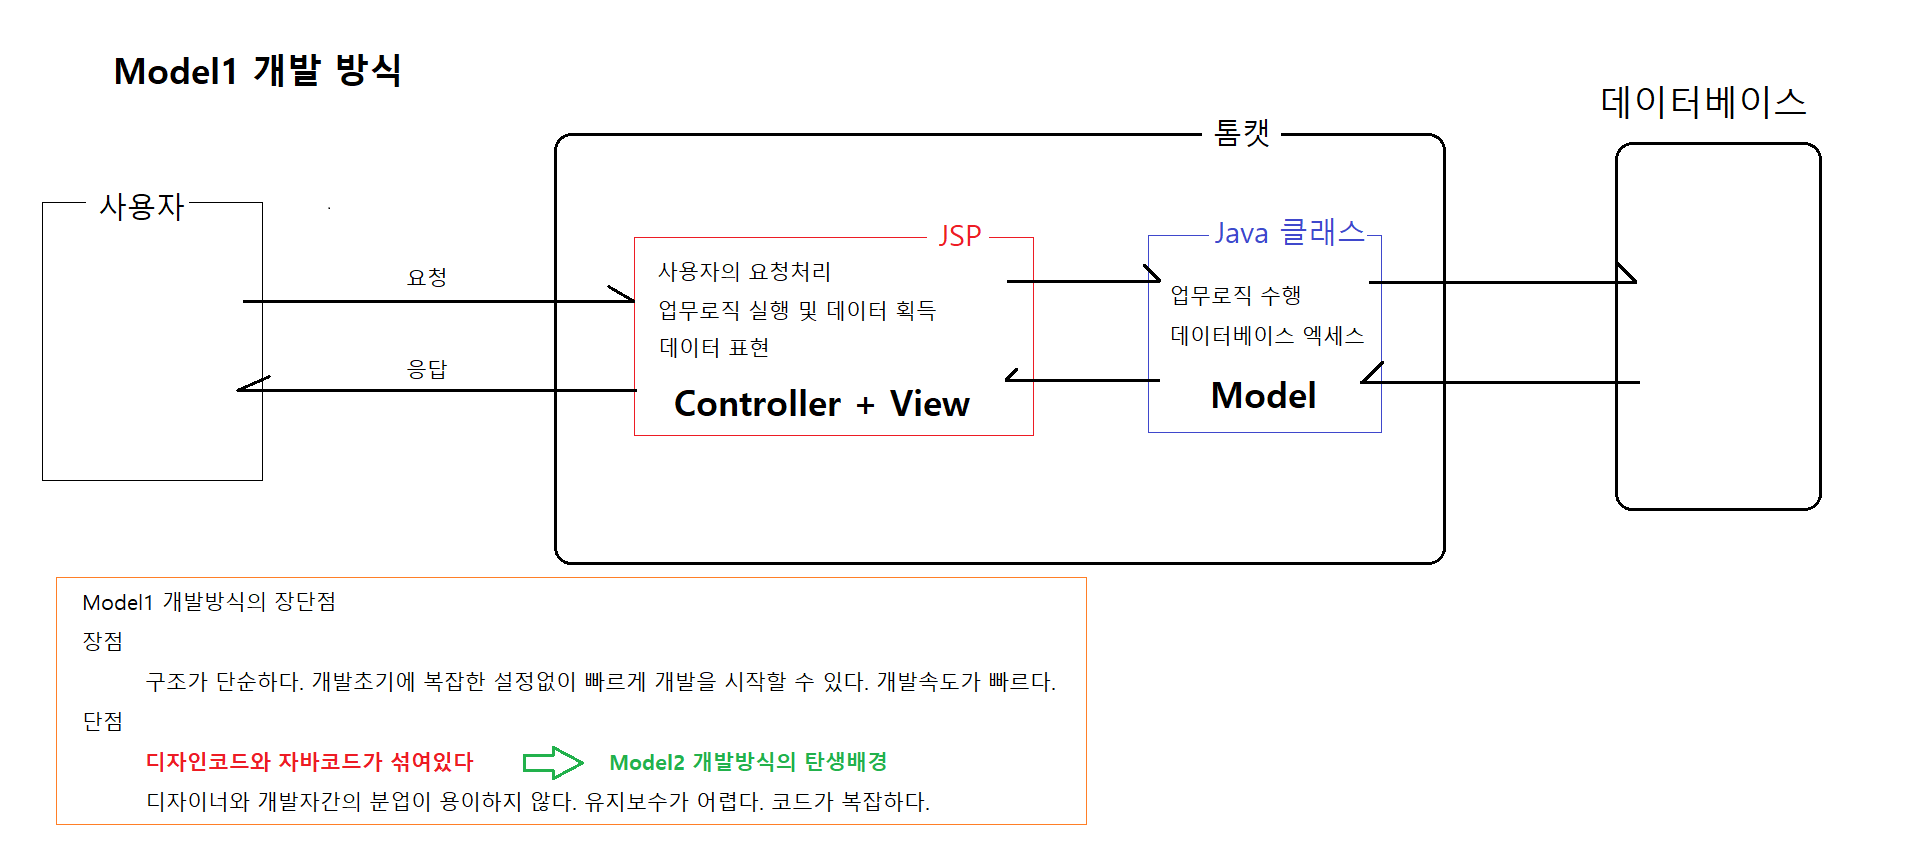 Model1 개발 방식
데이터베이스
톰캣
사용자
JSP
Java 클래스
요청
사용자의 요청처리
업무로직 실행 및 데이터 획득
데이터 표현
Controller + View
업무로직 수행
데이터베이스 엑세스
Model
응답
Model1 개발방식의 장단점
장점
구조가 단순하다. 개발초기에 복잡한 설정없이 빠르게 개발을 시작할 수 있다. 개발속도가 빠르다.
단점
디자인코드와 자바코드가 섞여있다
Model2 개발방식의 탄생배경
디자이너와 개발자간의 분업이 용이하지 않다. 유지보수가 어렵다. 코드가 복잡하다.